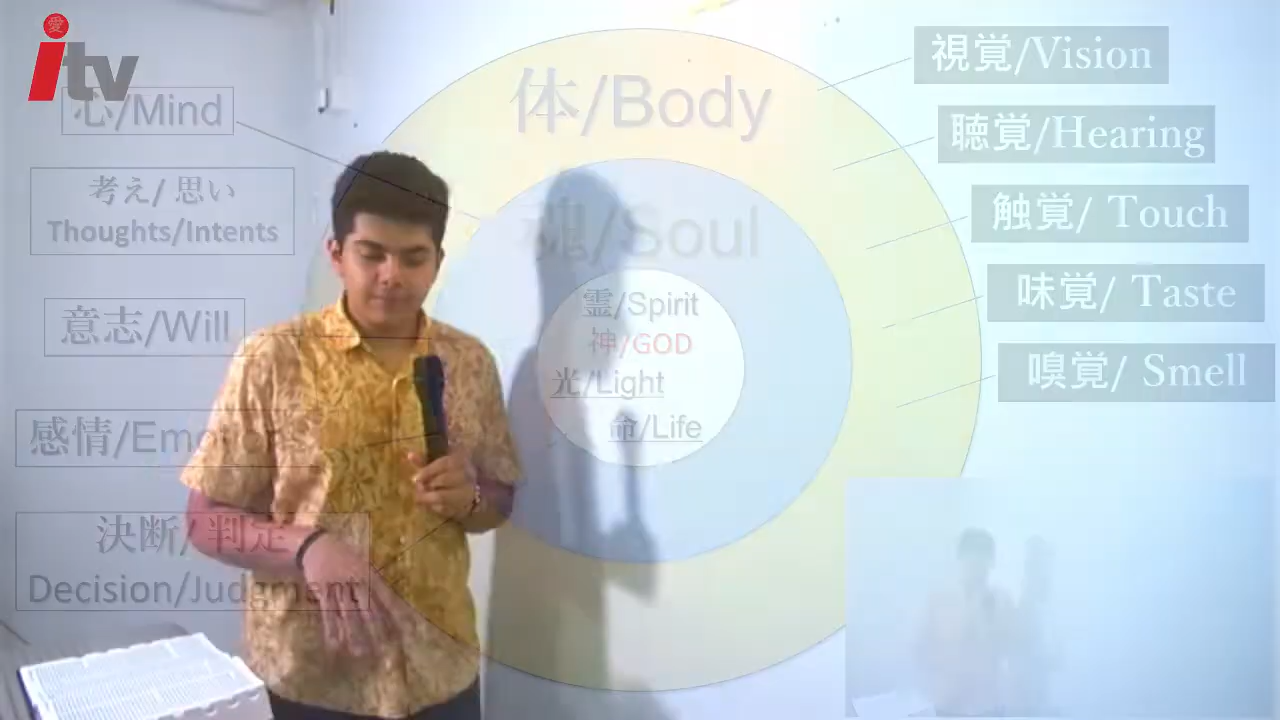 愛
itv
心/Mind
考え/ 思い
Thoughts/Intents
意志/Will
感情/Emotions
決断/ 判定
Decision/Judgment
体/Body
魂/Soul
霊/Spirit
神/GOD
光/Light
命/Life
視覚/Vision
聴覚/Hearing
触覚/ Touch
味覚/ Taste
嗅覚/ Smell